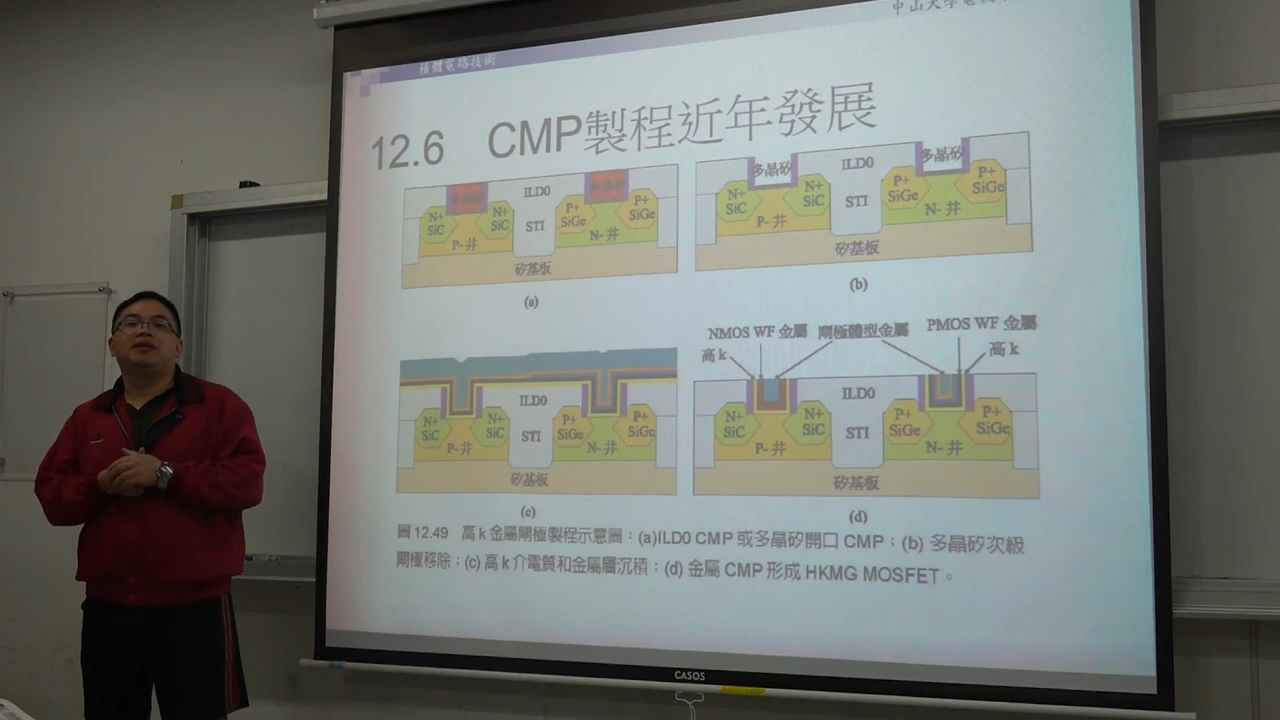 中山大學電機
積體電路技術
12.6 CMP製程近年發展
ILD0
N+ SiC
N+ SiC
STI
P+ SiGe
P+ SiGe
P-井
N-井
矽基板
(a)
多晶矽
ILD0
多晶矽
N+ SiC
N+ SiC
STI
P+ SiGe
P+ SiGe
P-井
N-井
矽基板
(b)
ILD0
N+ SiC
N+ SiC
STI
P+ SiGe
P+ SiGe
P-井
N-井
矽基板
(c)
NMOS WF 金屬
閘極體型金屬
PMOS WF 金屬
高 k
高 k
ILD0
N+ SiC
N+ SiC
STI
P+ SiGe
P+ SiGe
P-井
N-井
矽基板
(d)
圖 12.49 高 k 金屬閘極製程示意圖：(a)ILD0 CMP 或多晶矽開口 CMP；(b) 多晶矽次級
閘極移除；(c) 高 k 介電質和金屬層沉積；(d) 金屬 CMP 形成 HKMG MOSFET。
CASOS